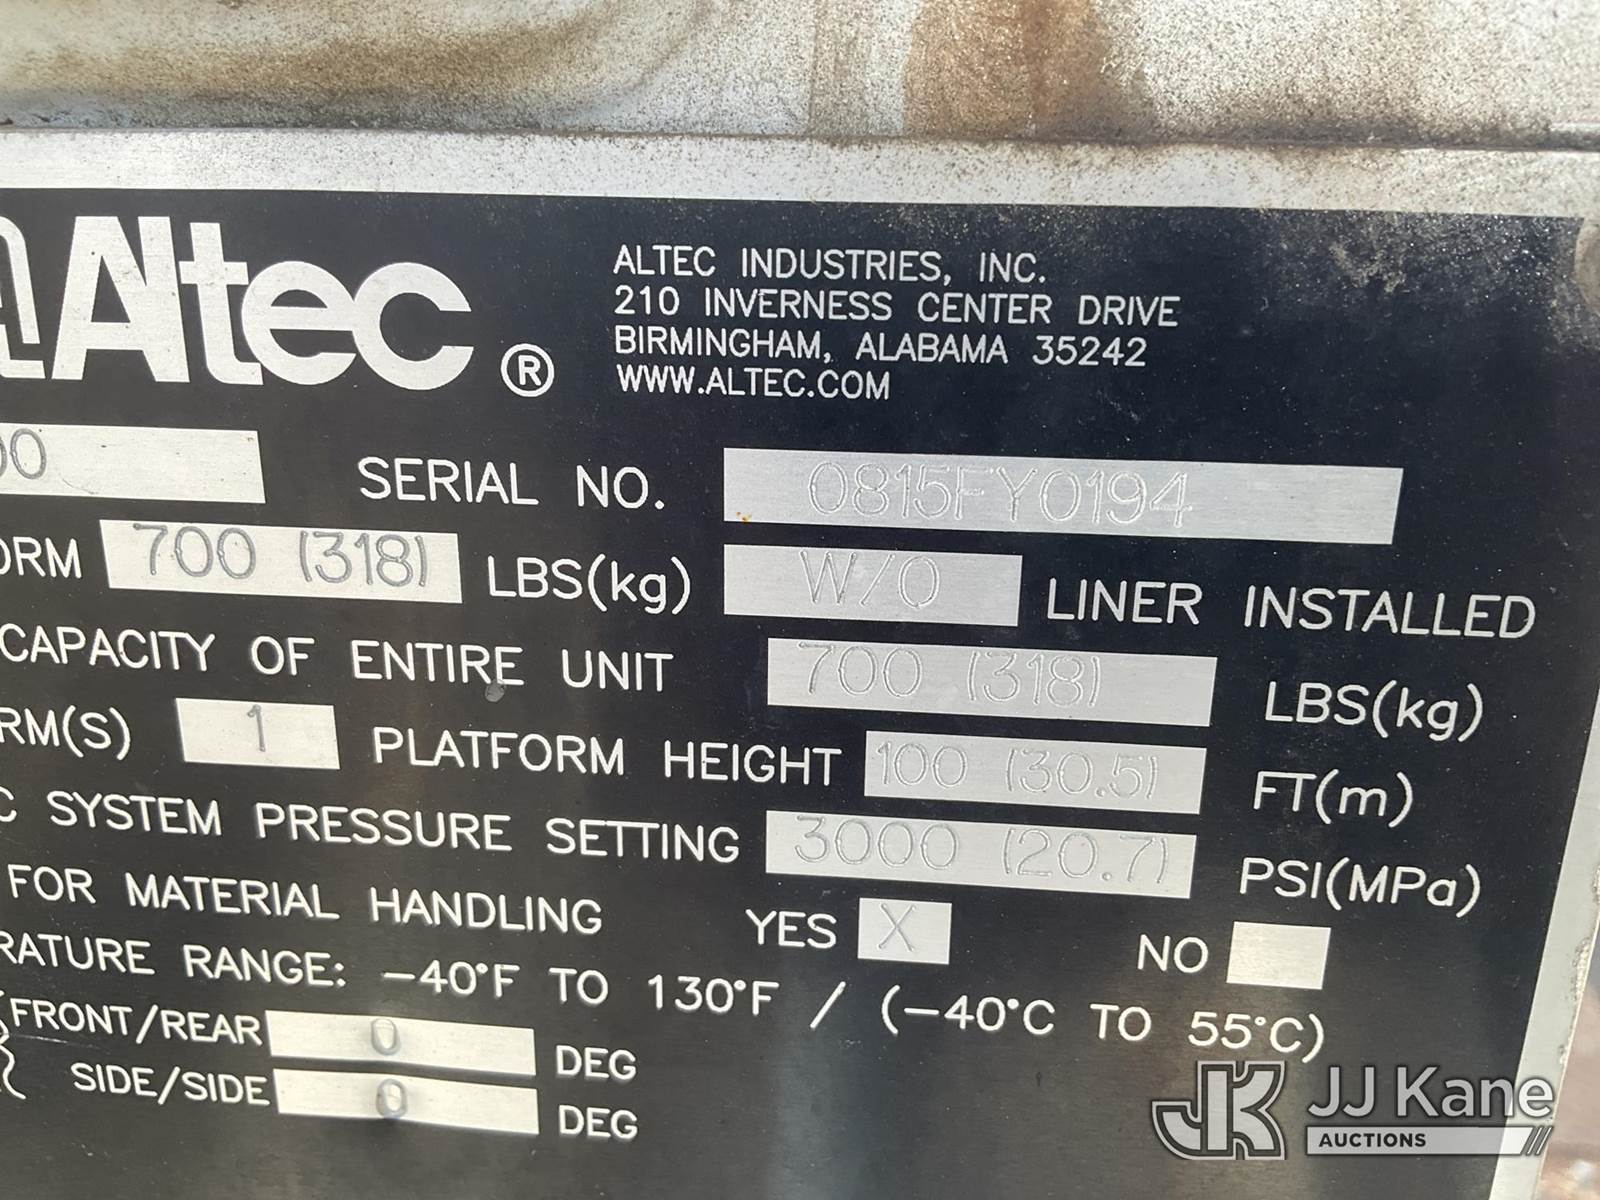 Altec®
ALTEC INDUSTRIES, INC.
210 INVERNESS CENTER DRIVE
BIRMINGHAM, ALABAMA 35242
WWW.ALTEC.COM
SERIAL NO. 0815FY0194
700 (318) LBS(kg) W/O LINER INSTALLED
CAPACITY OF ENTIRE UNIT 700 (318) LBS(kg)
1 PLATFORM HEIGHT 100 (30.5) FT(m)
SYSTEM PRESSURE SETTING 3000 (20.7) PSI(MPa)
FOR MATERIAL HANDLING YES X NO
RANGE: -40°F TO 130°F / (-40°C TO 55°C)
FRONT/REAR 0 DEG
SIDE/SIDE 0 DEG
JK JJ Kane
AUCTIONS